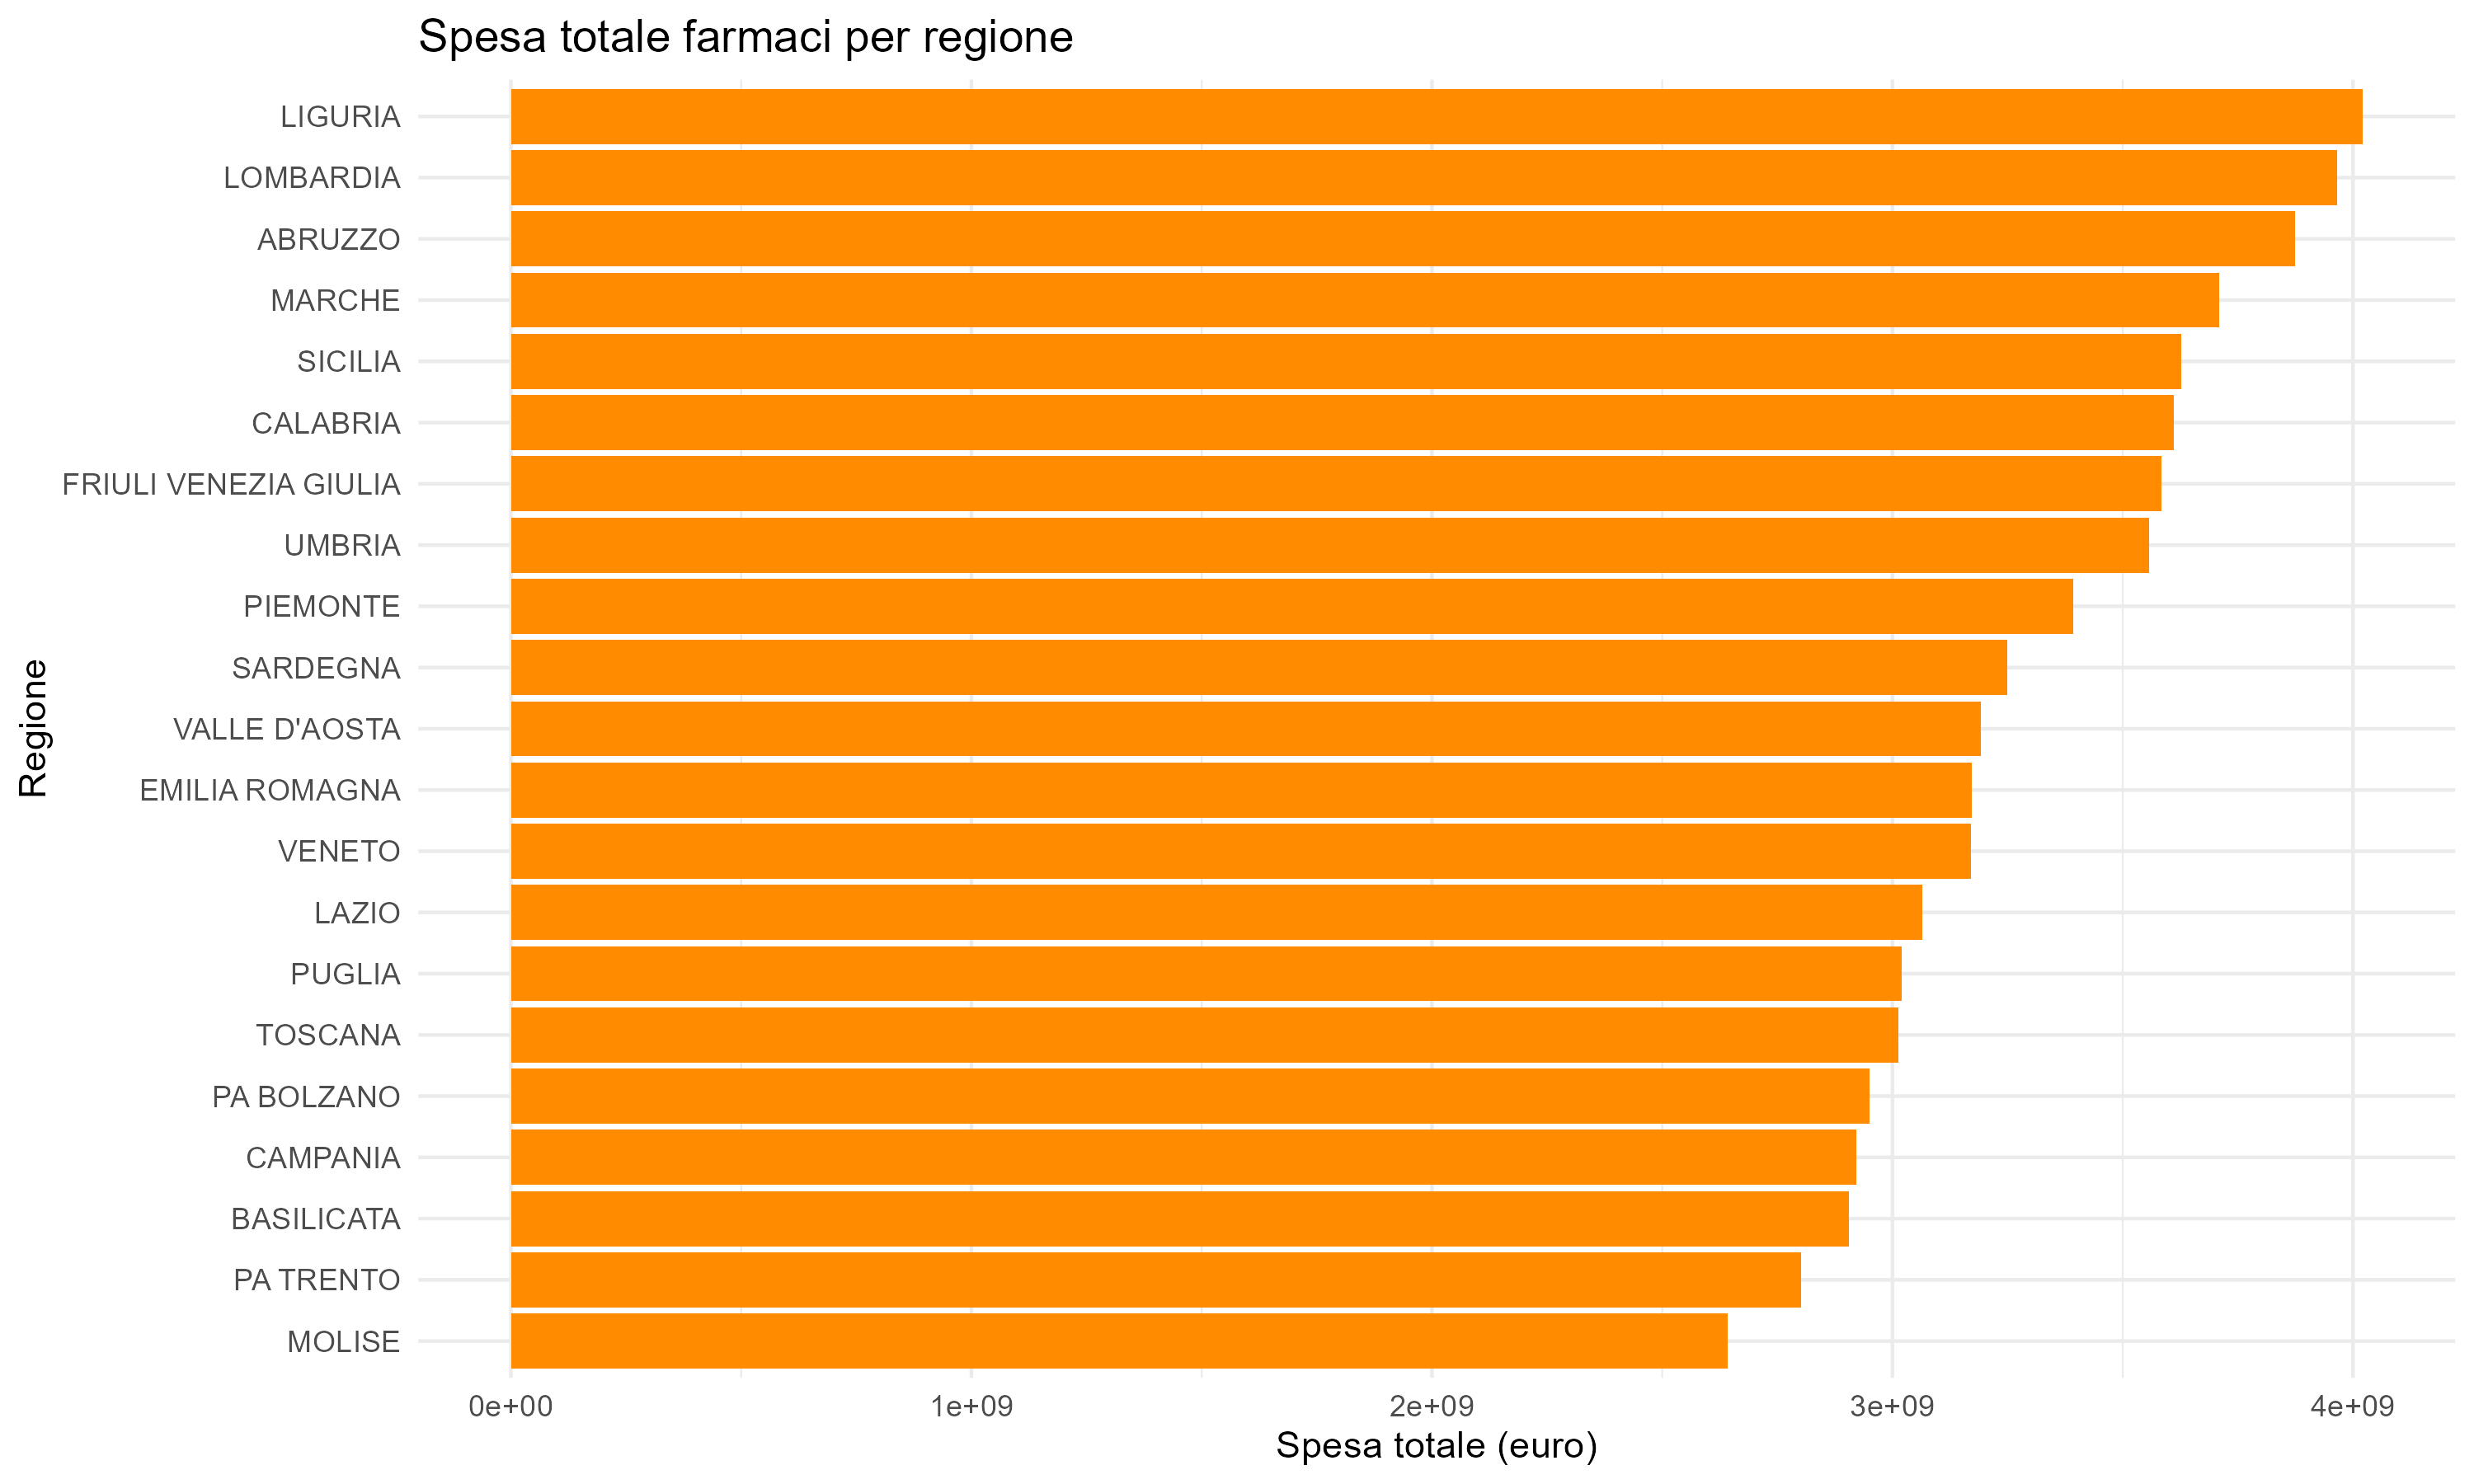 Spesa totale farmaci per regione
Regione
LIGURIA
LOMBARDIA
ABRUZZO
MARCHE
SICILIA
CALABRIA
FRIULI VENEZIA GIULIA
UMBRIA
PIEMONTE
SARDEGNA
VALLE D'AOSTA
EMILIA ROMAGNA
VENETO
LAZIO
PUGLIA
TOSCANA
PA BOLZANO
CAMPANIA
BASILICATA
PA TRENTO
MOLISE
0e+00 1e+09 2e+09 3e+09 4e+09
Spesa totale (euro)